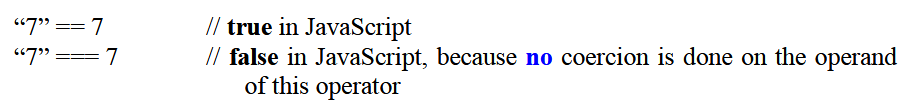 “7” == 7 // true in JavaScript
“7” === 7 // false in JavaScript, because no coercion is done on the operand
of this operator